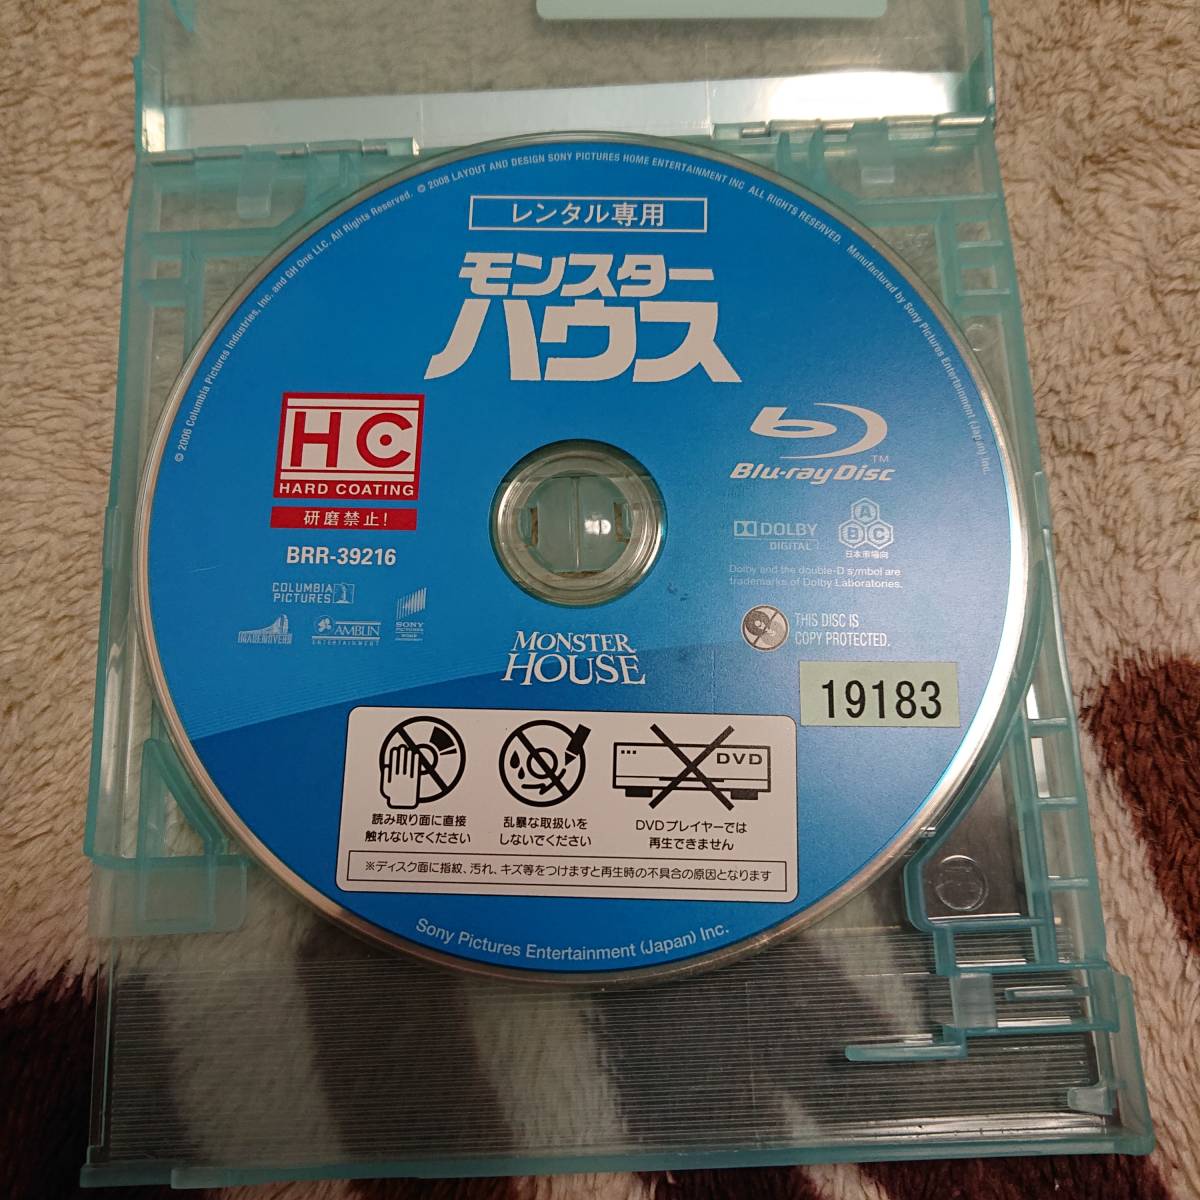 © 2006 Columbia Pictures Industries, Inc. and GH One LLC. All Rights Reserved. © 2008 LAYOUT AND DESIGN SONY PICTURES HOME ENTERTAINMENT INC ALL RIGHTS RESERVED. Manufactured by Sony Pictures Entertainment (Japan) Inc.
レンタル専用
モンスター
ハウス
HC
HARD COATING
研磨禁止!
BRR-39216
Blu-ray Disc
TM
DOLBY
DIGITAL
A
B C
日本市場向
Dolby and the double-D symbol are
trademarks of Dolby Laboratories.
COLUMBIA
PICTURES
IMAGEMOVERS
AMBLIN
ENTERTAINMENT
SONY
PICTURES
MONSTER
HOUSE
THIS DISC IS
COPY PROTECTED.
19183
DVD
読み取り面に直接
触れないでください
乱暴な取扱いを
しないでください
DVDプレイヤーでは
再生できません
※ディスク面に指紋、汚れ、キズ等をつけますと再生時の不具合の原因となります
Sony Pictures Entertainment (Japan) Inc.